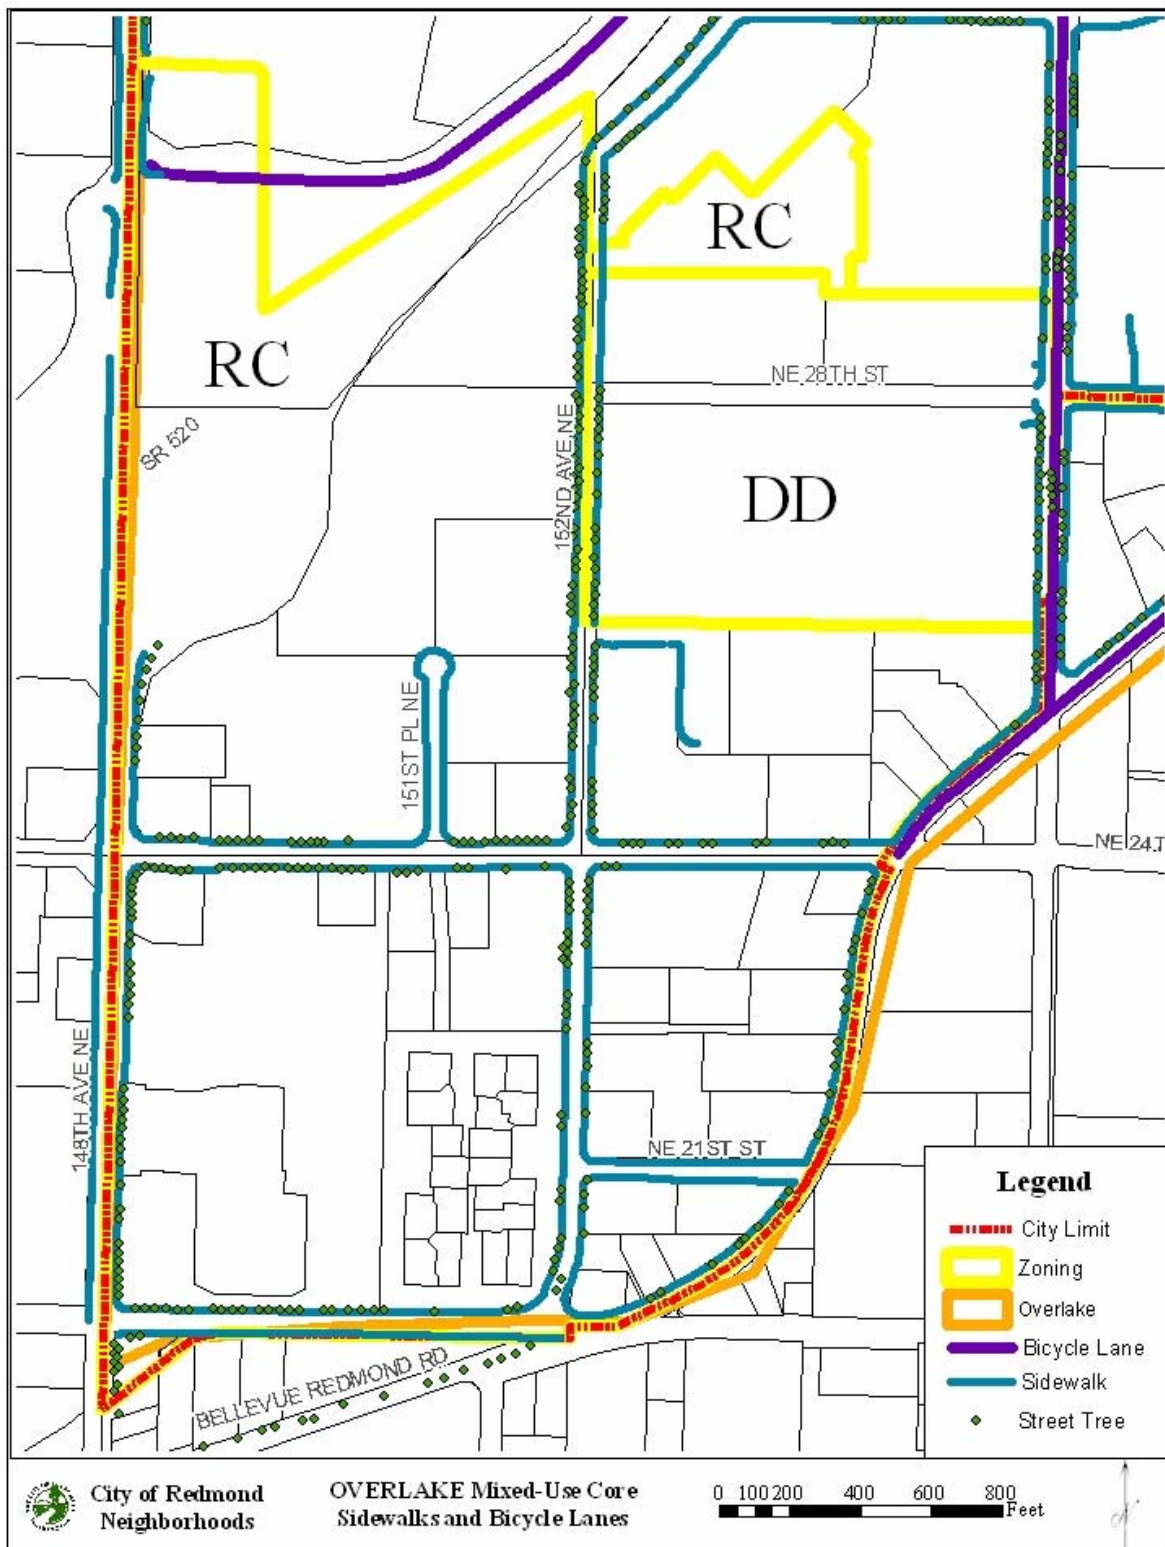 RC
RC
NE 28TH ST
SR 520
152ND AVE NE
DD
151ST PL NE
NE 24T
148TH AVE NE
NE 21ST ST
BELLEVUE REDMOND RD
Legend
City Limit
Zoning
Overlake
Bicycle Lane
Sidewalk
Street Tree
City of Redmond
Neighborhoods
OVERLAKE Mixed-Use Core
Sidewalks and Bicycle Lanes
0 100 200 400 600 800
Feet
N